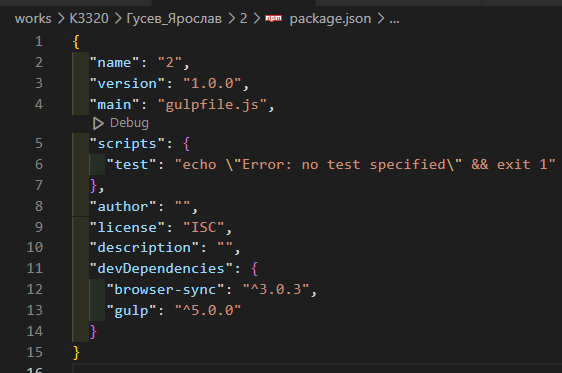 works > K3320 > Гусев_Ярослав > 2 > npm package.json > ...
1 {
2 "name": "2",
3 "version": "1.0.0",
4 "main": "gulpfile.js",
Debug
5 "scripts": {
6 "test": "echo \"Error: no test specified\" && exit 1"
7 },
8 "author": "",
9 "license": "ISC",
10 "description": "",
11 "devDependencies": {
12 "browser-sync": "^3.0.3",
13 "gulp": "^5.0.0"
14 }
15 }
16